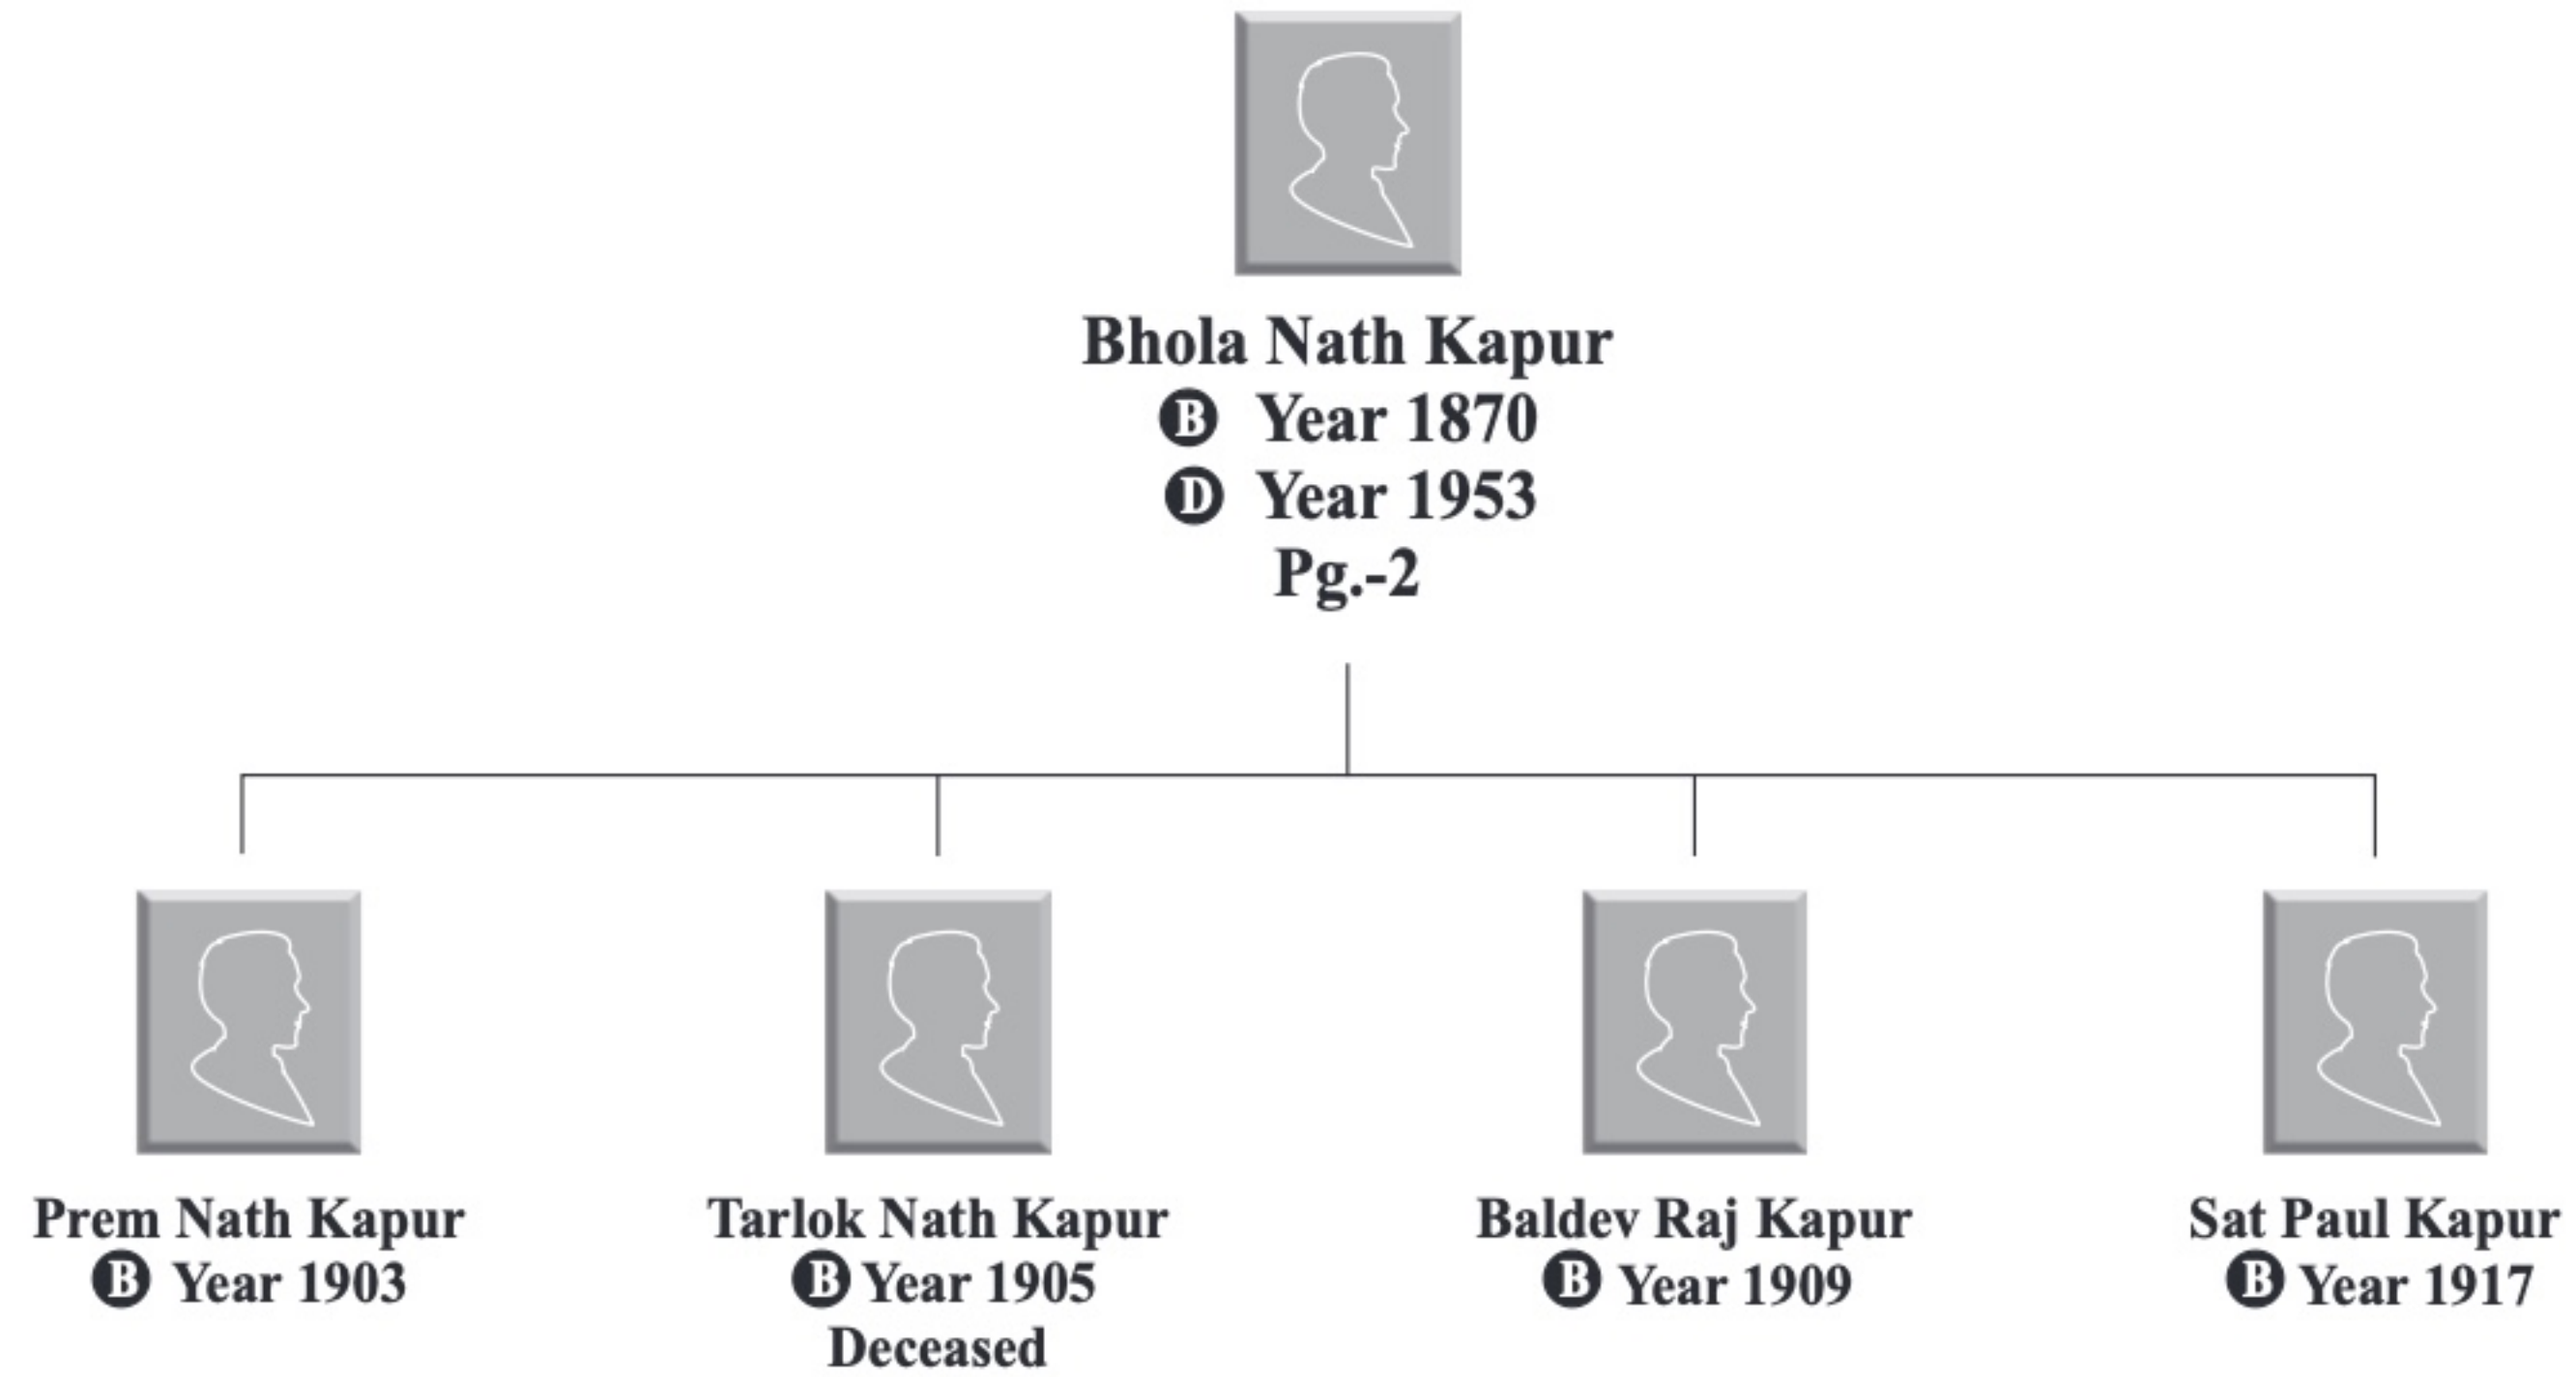 Bhola Nath Kapur
B Year 1870
D Year 1953
Pg.-2
Prem Nath Kapur
B Year 1903
Tarlok Nath Kapur
B Year 1905
Deceased
Baldev Raj Kapur
B Year 1909
Sat Paul Kapur
B Year 1917